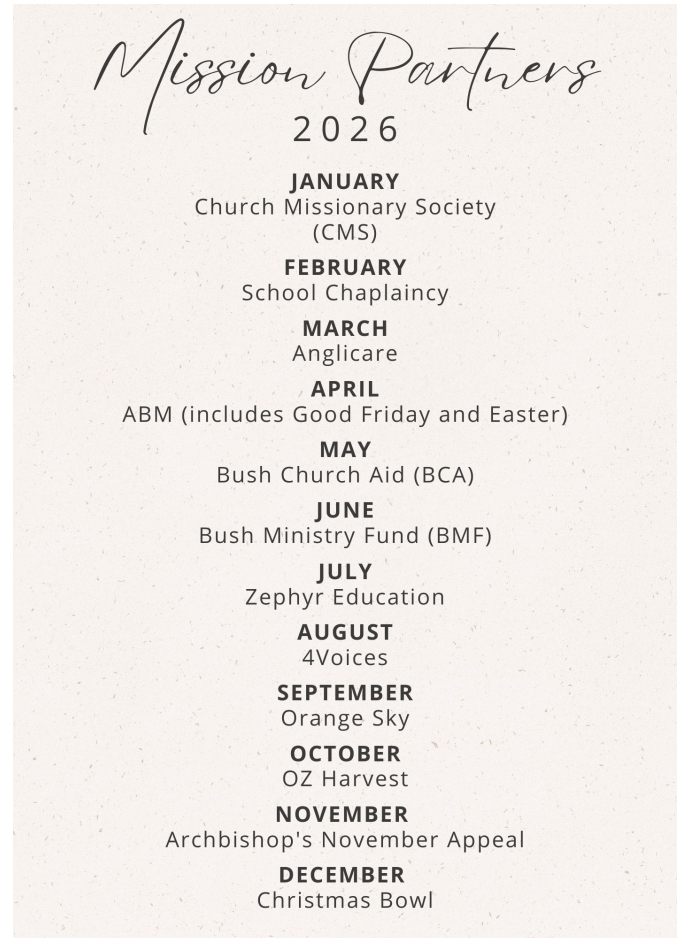 Mission Partners
2026
JANUARY
Church Missionary Society
(CMS)
FEBRUARY
School Chaplaincy
MARCH
Anglicare
APRIL
ABM (includes Good Friday and Easter)
MAY
Bush Church Aid (BCA)
JUNE
Bush Ministry Fund (BMF)
JULY
Zephyr Education
AUGUST
4Voices
SEPTEMBER
Orange Sky
OCTOBER
OZ Harvest
NOVEMBER
Archbishop's November Appeal
DECEMBER
Christmas Bowl